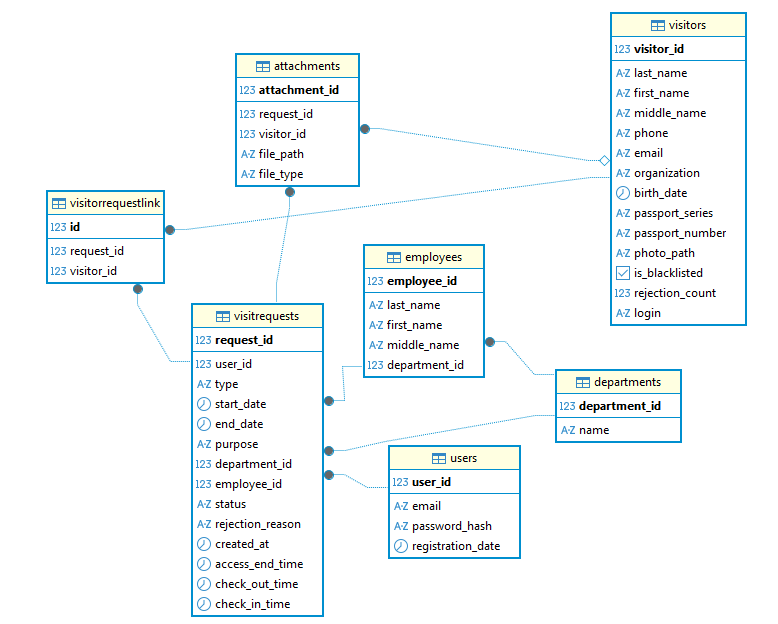 visitors
123 visitor_id
A-Z last_name
A-Z first_name
A-Z middle_name
A-Z phone
A-Z email
A-Z organization
birth_date
A-Z passport_series
A-Z passport_number
A-Z photo_path
is_blacklisted
123 rejection_count
A-Z login
attachments
123 attachment_id
123 request_id
123 visitor_id
A-Z file_path
A-Z file_type
visitorrequestlink
123 id
123 request_id
123 visitor_id
employees
123 employee_id
A-Z last_name
A-Z first_name
A-Z middle_name
123 department_id
visitrequests
123 request_id
123 user_id
A-Z type
start_date
end_date
A-Z purpose
123 department_id
123 employee_id
A-Z status
A-Z rejection_reason
created_at
access_end_time
check_out_time
check_in_time
departments
123 department_id
A-Z name
users
123 user_id
A-Z email
A-Z password_hash
registration_date